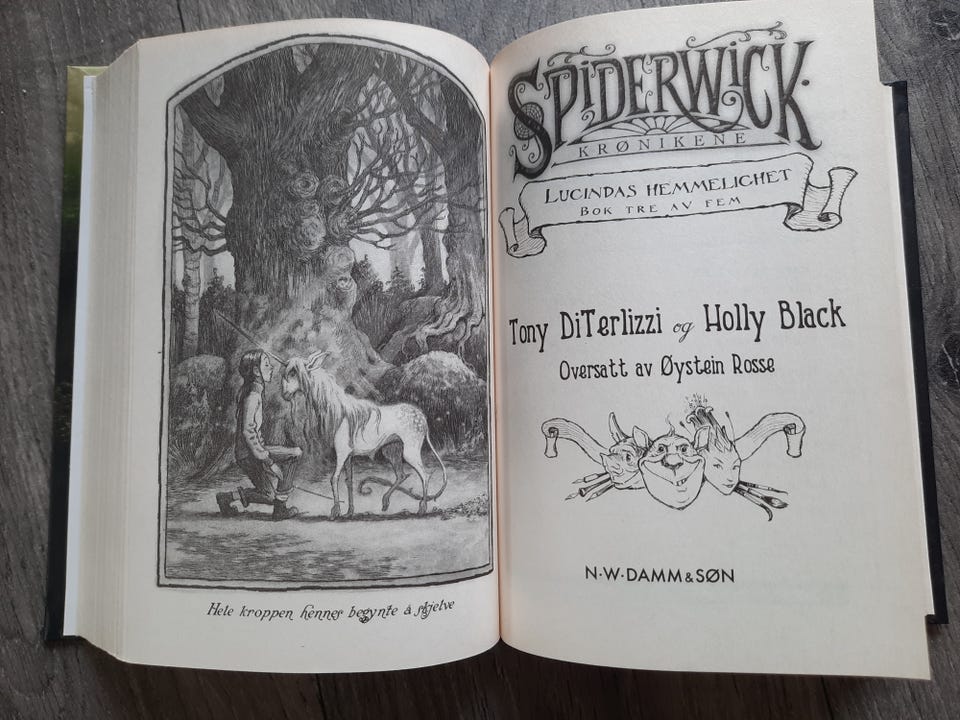 Hele kroppen hennes begynte å skjelve
SPIDERWICK
KRØNIKENE
LUCINDAS HEMMELICHET
BOK TRE AV FEM
Tony DiTerlizzi og Holly Black
Oversatt av Øystein Rosse
N·W·DAMM & SØN